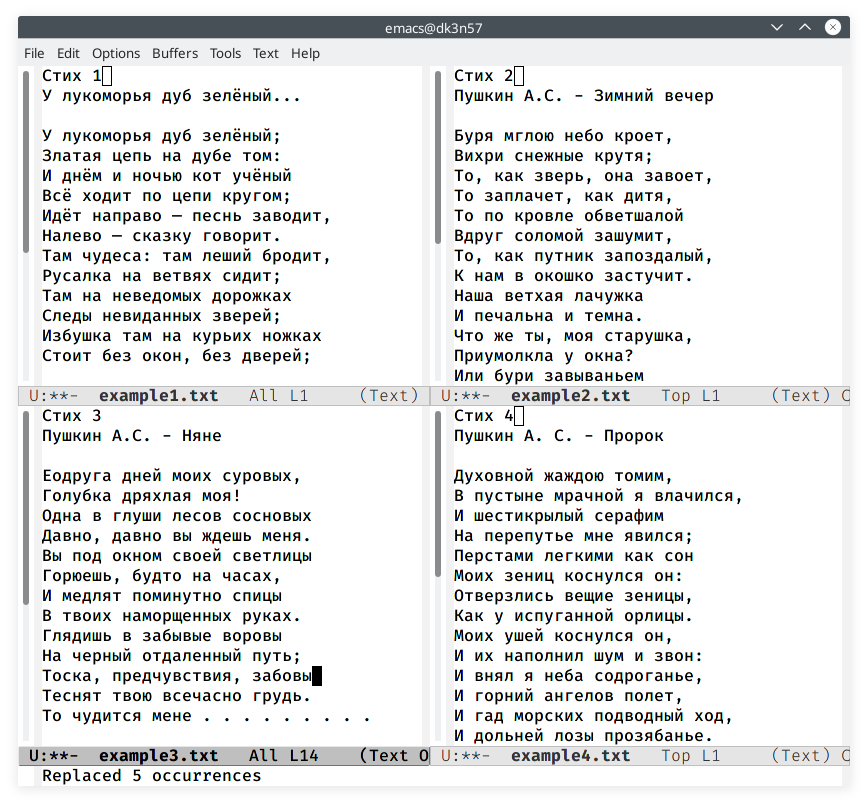 emacs@dk3n57
File Edit Options Buffers Tools Text Help
Стих 1
У лукоморья дуб зелёный...
У лукоморья дуб зелёный;
Златая цепь на дубе том:
И днём и ночью кот учёный
Всё ходит по цепи кругом;
Идёт направо — песнь заводит,
Налево — сказку говорит.
Там чудеса: там леший бродит,
Русалка на ветвях сидит;
Там на неведомых дорожках
Следы невиданных зверей;
Избушка там на курьих ножках
Стоит без окон, без дверей;
U:**- example1.txt All L1 (Text)
Стих 2
Пушкин А.С. - Зимний вечер
Буря мглою небо кроет,
Вихри снежные крутя;
То, как зверь, она завоет,
То заплачет, как дитя,
То по кровле обветшалой
Вдруг соломой зашумит,
То, как путник запоздалый,
К нам в окошко застучит.
Наша ветхая лачужка
И печальна и темна.
Что же ты, моя старушка,
Приумолкла у окна?
Или бури завываньем
U:**- example2.txt Top L1 (Text) O
Стих 3
Пушкин А.С. - Няне
Еодруга дней моих суровых,
Голубка дряхлая моя!
Одна в глуши лесов сосновых
Давно, давно вы ждешь меня.
Вы под окном своей светлицы
Горюешь, будто на часах,
И медлят поминутно спицы
В твоих наморщенных руках.
Глядишь в забывые воровы
На черный отдаленный путь;
Тоска, предчувствия, забовы
Теснят твою всечасно грудь.
То чудится мене . . . . . . . . .
U:**- example3.txt All L14 (Text O
Стих 4
Пушкин А. С. - Пророк
Духовной жаждою томим,
В пустыне мрачной я влачился,
И шестикрылый серафим
На перепутье мне явился;
Перстами легкими как сон
Моих зениц коснулся он:
Отверзлись вещие зеницы,
Как у испуганной орлицы.
Моих ушей коснулся он,
И их наполнил шум и звон:
И внял я неба содроганье,
И горний ангелов полет,
И гад морских подводный ход,
И дольней лозы прозябанье.
U:**- example4.txt Top L1 (Text) O
Replaced 5 occurrences